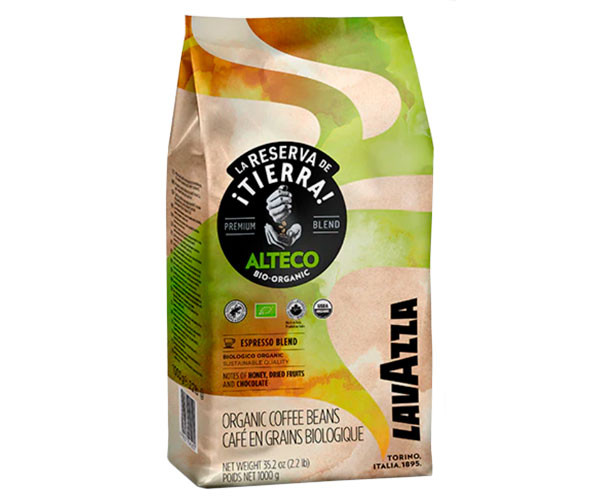 LA RESERVA DE
¡TIERRA!
PREMIUM BLEND
ALTECO
BIO-ORGANIC
ESPRESSO BLEND
BIOLOGICO ORGANIC
SUSTAINABLE QUALITY
NOTES OF HONEY, DRIED FRUITS
AND CHOCOLATE
ORGANIC COFFEE BEANS
CAFÉ EN GRAINS BIOLOGIQUE
NET WEIGHT 35.2 oz (2.2 lb)
POIDS NET 1000 g
LAVAZZA
TORINO,
ITALIA, 1895.